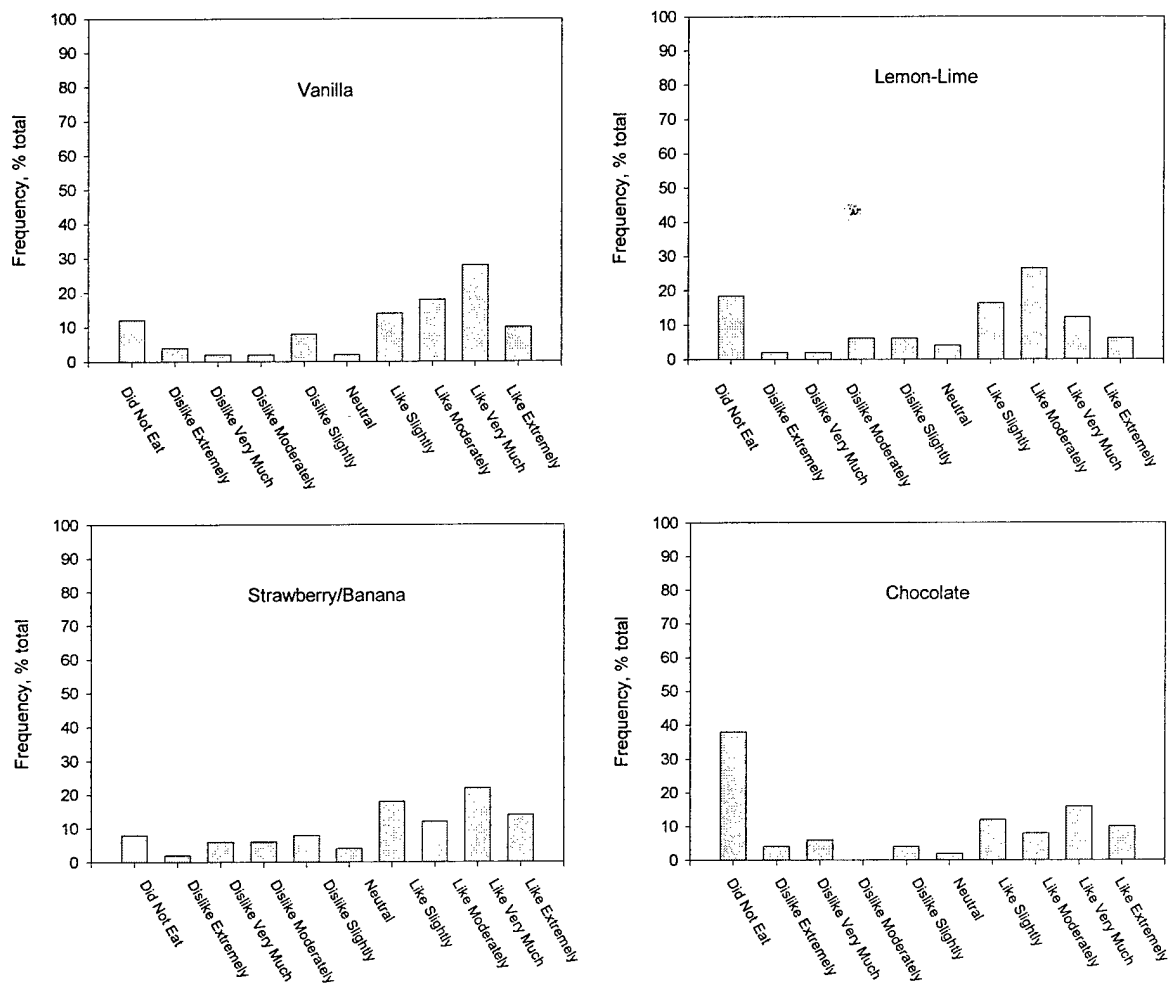 Frequency, % total
100
90
80
70
60
50
40
30
20
10
0
Vanilla
Did Not Eat
Dislike Extremely
Dislike Very Much
Dislike Moderately
Dislike Slightly
Neutral
Like Slightly
Like Moderately
Like Very Much
Like Extremely
Frequency, % total
100
90
80
70
60
50
40
30
20
10
0
Lemon-Lime
Did Not Eat
Dislike Extremely
Dislike Very Much
Dislike Moderately
Dislike Slightly
Neutral
Like Slightly
Like Moderately
Like Very Much
Like Extremely
Frequency, % total
100
90
80
70
60
50
40
30
20
10
0
Strawberry/Banana
Did Not Eat
Dislike Extremely
Dislike Very Much
Dislike Moderately
Dislike Slightly
Neutral
Like Slightly
Like Moderately
Like Very Much
Like Extremely
Frequency, % total
100
90
80
70
60
50
40
30
20
10
0
Chocolate
Did Not Eat
Dislike Extremely
Dislike Very Much
Dislike Moderately
Dislike Slightly
Neutral
Like Slightly
Like Moderately
Like Very Much
Like Extremely